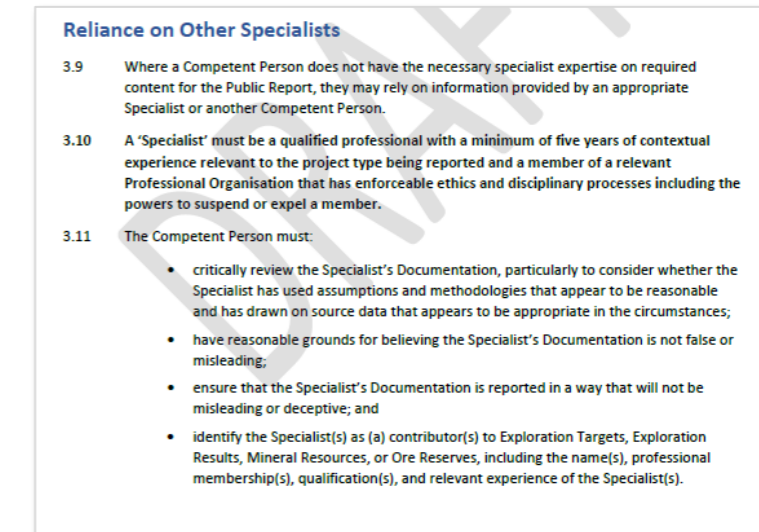 Reliance on Other Specialists
3.9 Where a Competent Person does not have the necessary specialist expertise on required
content for the Public Report, they may rely on information provided by an appropriate
Specialist or another Competent Person.
3.10 A ‘Specialist’ must be a qualified professional with a minimum of five years of contextual
experience relevant to the project type being reported and a member of a relevant
Professional Organisation that has enforceable ethics and disciplinary processes including the
powers to suspend or expel a member.
3.11 The Competent Person must:
• critically review the Specialist’s Documentation, particularly to consider whether the
Specialist has used assumptions and methodologies that appear to be reasonable
and has drawn on source data that appears to be appropriate in the circumstances;
• have reasonable grounds for believing the Specialist’s Documentation is not false or
misleading;
• ensure that the Specialist’s Documentation is reported in a way that will not be
misleading or deceptive; and
• identify the Specialist(s) as (a) contributor(s) to Exploration Targets, Exploration
Results, Mineral Resources, or Ore Reserves, including the name(s), professional
membership(s), qualification(s), and relevant experience of the Specialist(s).
DRAFT